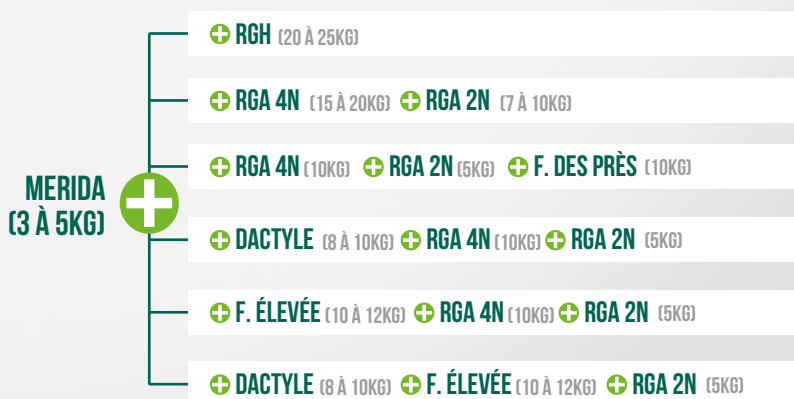 RGH (20 À 25KG)
RGA 4N (15 À 20KG) RGA 2N (7 À 10KG)
RGA 4N (10KG) RGA 2N (5KG) F. DES PRÈS (10KG)
MERIDA
(3 À 5KG)
DACTYLE (8 À 10KG) RGA 4N (10KG) RGA 2N (5KG)
F. ÉLEVÉE (10 À 12KG) RGA 4N (10KG) RGA 2N (5KG)
DACTYLE (8 À 10KG) F. ÉLEVÉE (10 À 12KG) RGA 2N (5KG)